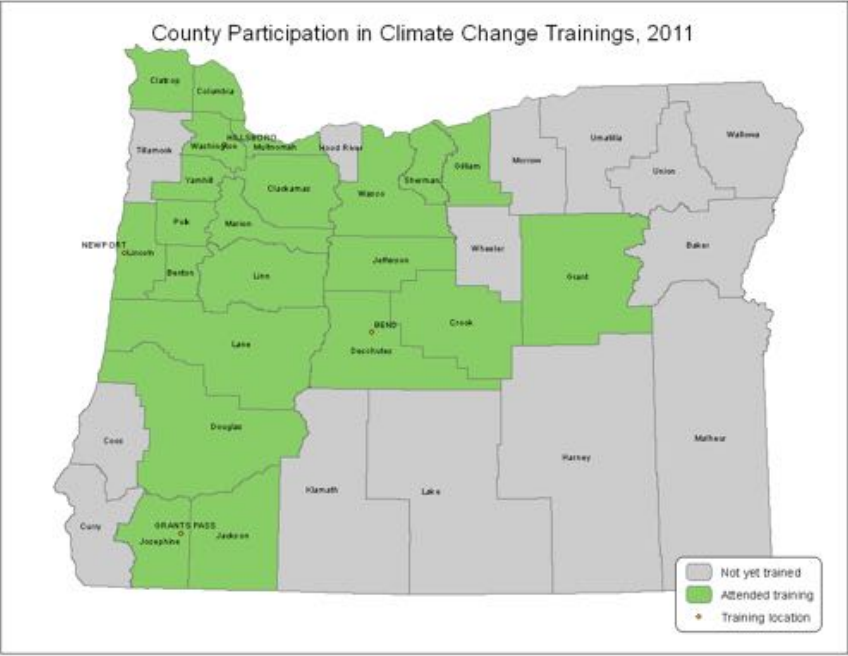 County Participation in Climate Change Trainings, 2011
Clatsop
Columbia
HILLSBORO
Tillamook
Washington
Multnomah
Hood River
Morrow
Umatilla
Wallowa
Union
Yamhill
Clackamas
Wasco
Sherman
Gilliam
Polk
Marion
NEWPORT
Lincoln
Benton
Linn
Jefferson
Wheeler
Grant
Baker
Lane
BEND
Deschutes
Crook
Coos
Douglas
Klamath
Lake
Harney
Malheur
Curry
GRANTS PASS
Josephine
Jackson
Not yet trained
Attended training
Training location